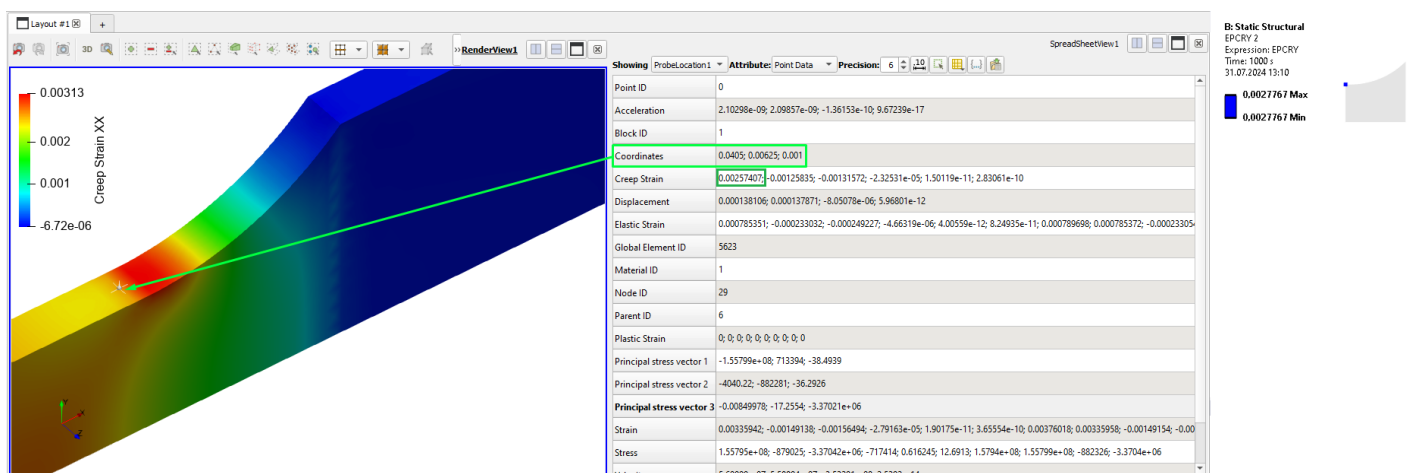 Layout #1
+
3D
RenderView1
0.00313
0.002
0.001
-6.72e-06
Creep Strain XX
Y
X
Z
SpreadSheetView1
Showing ProbeLocation1 Attribute: Point Data Precision: 6
Point ID 0
Acceleration 2.10298e-09; 2.09857e-09; -1.36153e-10; 9.67239e-17
Block ID 1
Coordinates 0.0405; 0.00625; 0.001
Creep Strain 0.00257407; -0.00125835; -0.00131572; -2.32531e-05; 1.50119e-11; 2.83061e-10
Displacement 0.000138106; 0.000137871; -8.05078e-06; 5.96801e-12
Elastic Strain 0.000785351; -0.000233032; -0.000249227; -4.66319e-06; 4.00559e-12; 8.24935e-11; 0.000789698; 0.000785372; -0.000233054
Global Element ID 5623
Material ID 1
Node ID 29
Parent ID 6
Plastic Strain 0; 0; 0; 0; 0; 0; 0; 0; 0; 0
Principal stress vector 1 -1.55799e+08; 713394; -38.4939
Principal stress vector 2 -4040.22; -882281; -36.2926
Principal stress vector 3 -0.00849978; -17.2554; -3.37021e+06
Strain 0.00335942; -0.00149138; -0.00156494; -2.79163e-05; 1.90175e-11; 3.65554e-10; 0.00376018; 0.00335958; -0.00149154; -0.00
Stress 1.55795e+08; -879025; -3.37042e+06; -717414; 0.616245; 12.6913; 1.5794e+08; 1.55799e+08; -882326; -3.3704e+06
B: Static Structural
EPCRY 2
Expression: EPCRY
Time: 1000 s
31.07.2024 13:10
0,0027767 Max
0,0027767 Min